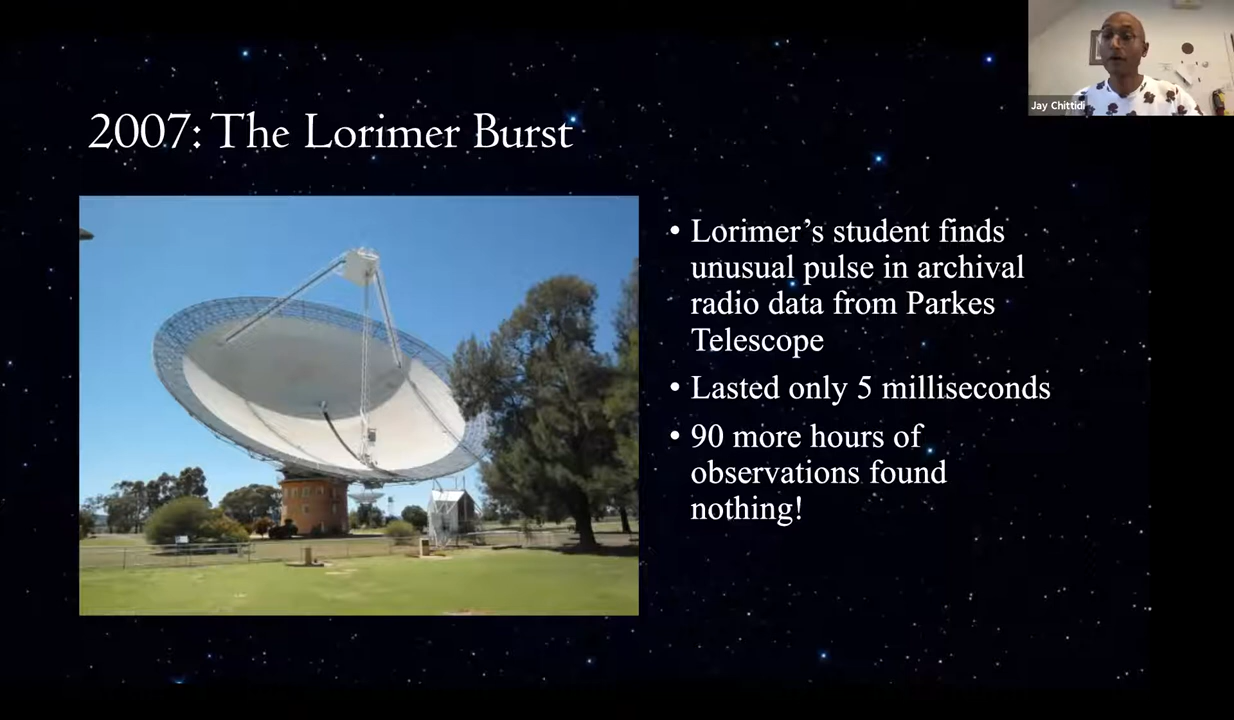 Jay Chittidi
2007: The Lorimer Burst
• Lorimer’s student finds
unusual pulse in archival
radio data from Parkes
Telescope
• Lasted only 5 milliseconds
• 90 more hours of
observations found
nothing!